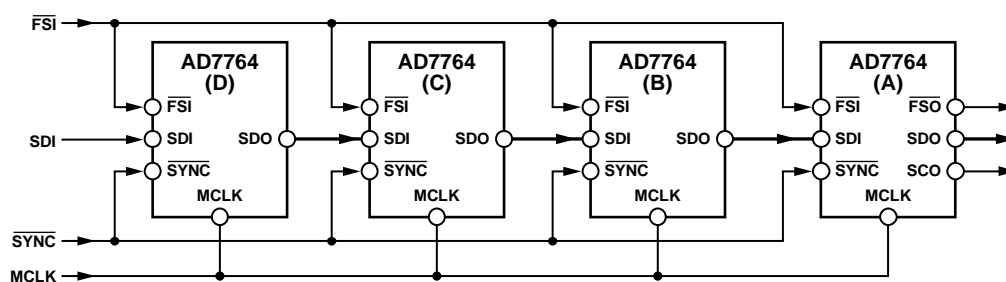 FSI
AD7764
(D)
FSI
SDI
SDO
SYNC
MCLK
AD7764
(C)
FSI
SDI
SDO
SYNC
MCLK
AD7764
(B)
FSI
SDI
SDO
SYNC
MCLK
AD7764
(A)
FSI
FSO
SDI
SDO
SYNC
SCO
MCLK
SDI
SYNC
MCLK